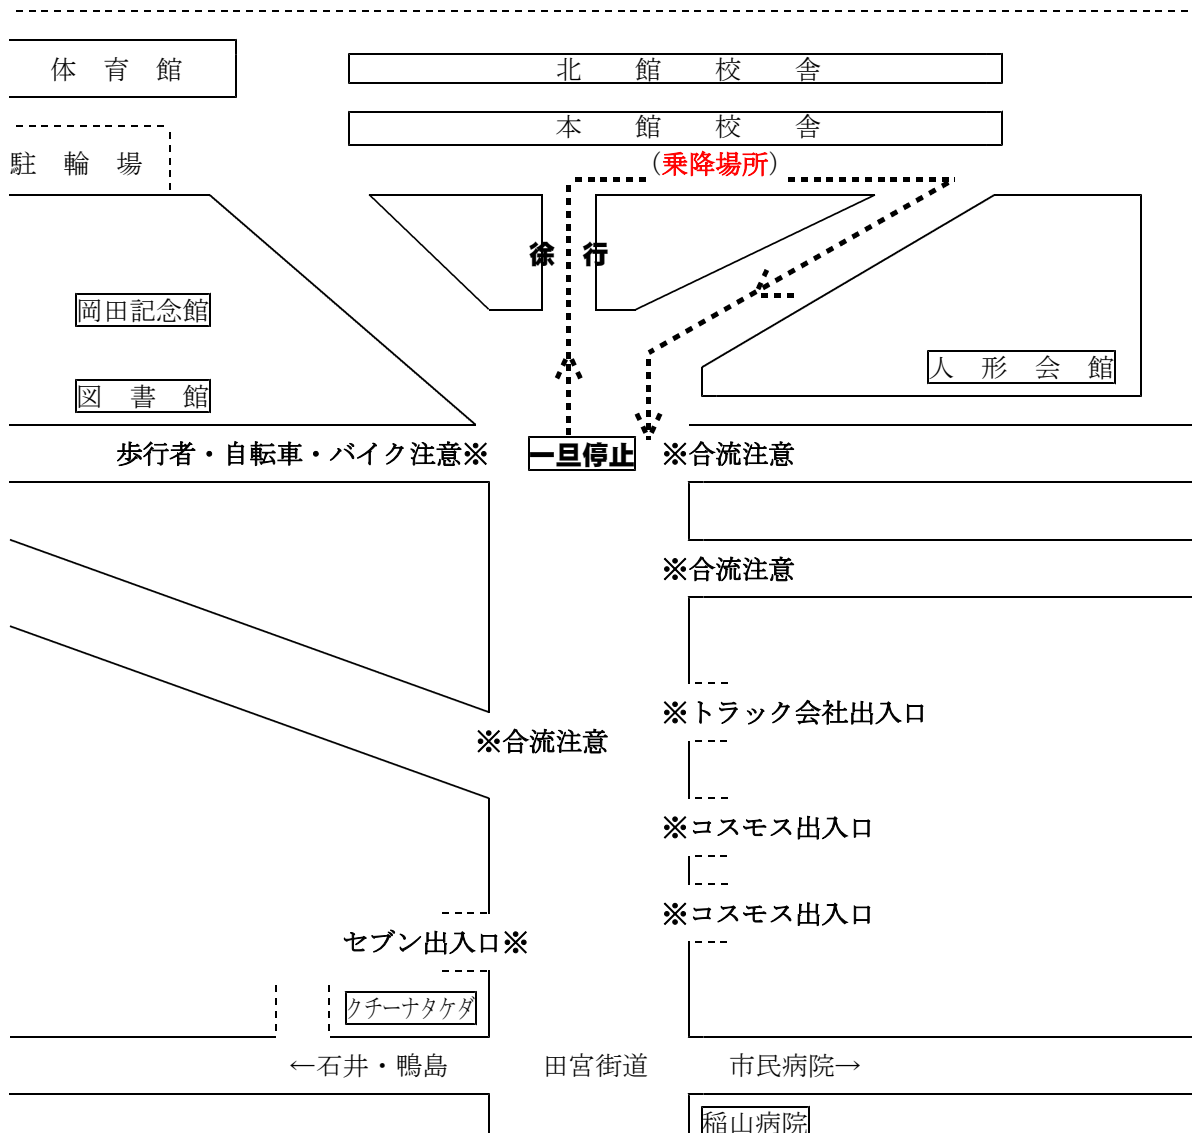 体　育　館
北　館　校　舎
本　館　校　舎
駐　輪　場
（乗降場所）
徐　行
岡田記念館
人　形　会　館
図　書　館
歩行者・自転車・バイク注意※
一旦停止
※合流注意
※合流注意
※トラック会社出入口
※合流注意
※コスモス出入口
※コスモス出入口
セブン出入口※
クチーナタケダ
←石井・鴨島
田宮街道
市民病院→
稲山病院